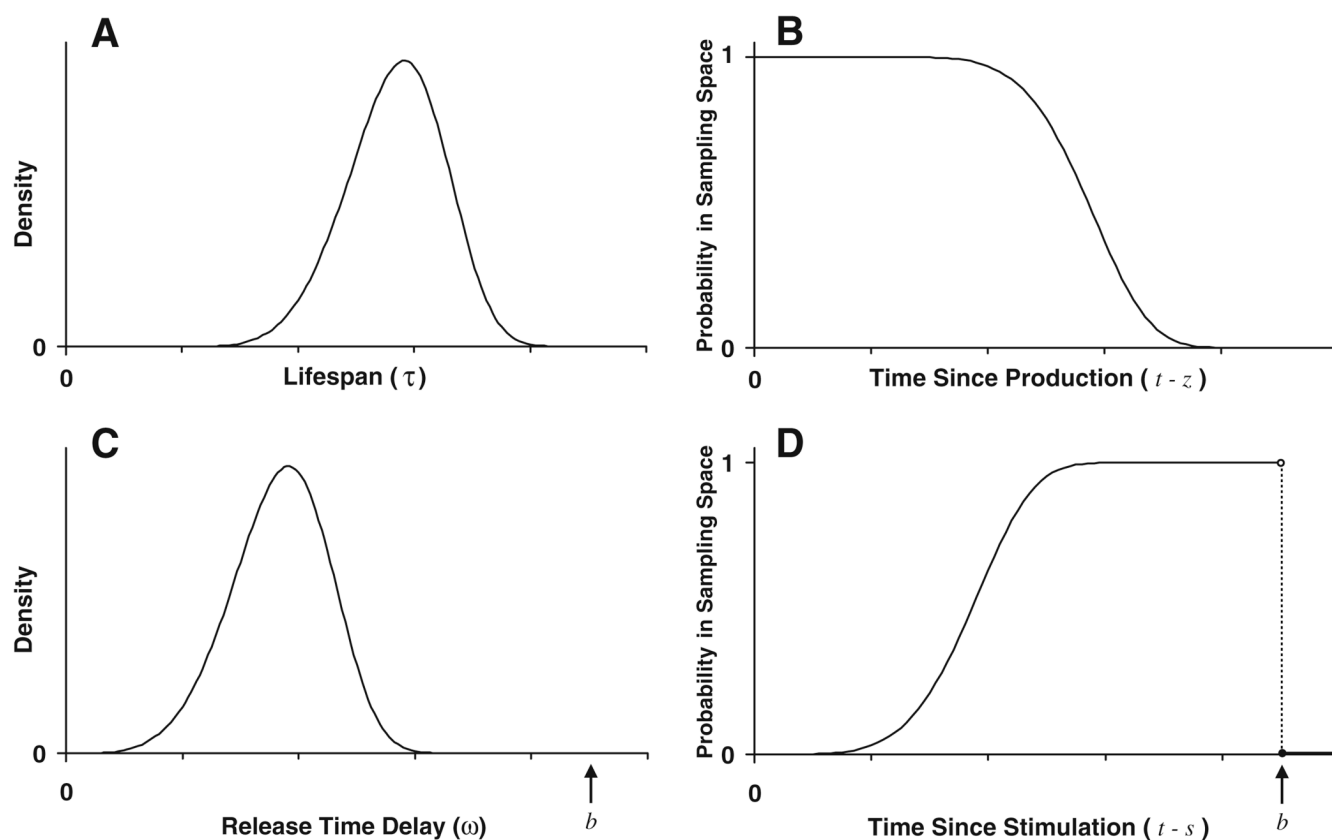 A
Density
0
0
Lifespan ( τ )
B
Probability in Sampling Space
1
0
0
Time Since Production ( t - z )
C
Density
0
0
Release Time Delay (ω)
b
D
Probability in Sampling Space
1
0
0
Time Since Stimulation ( t - s )
b